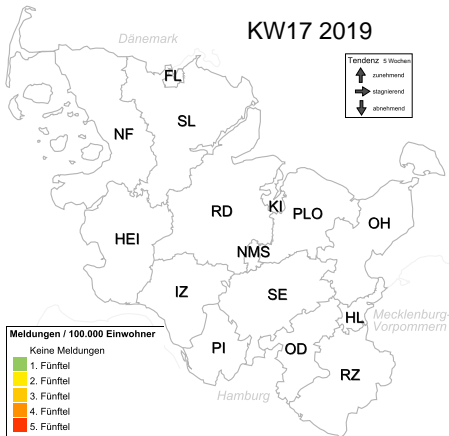 KW17 2019
Dänemark
Tendenz 5 Wochen
zunehmend
stagnierend
abnehmend
FL
SL
NF
RD
KI
PLO
OH
HEI
NMS
IZ
SE
HL
Mecklenburg-
Vorpommern
PI
OD
RZ
Hamburg
Meldungen / 100.000 Einwohner
Keine Meldungen
1. Fünftel
2. Fünftel
3. Fünftel
4. Fünftel
5. Fünftel